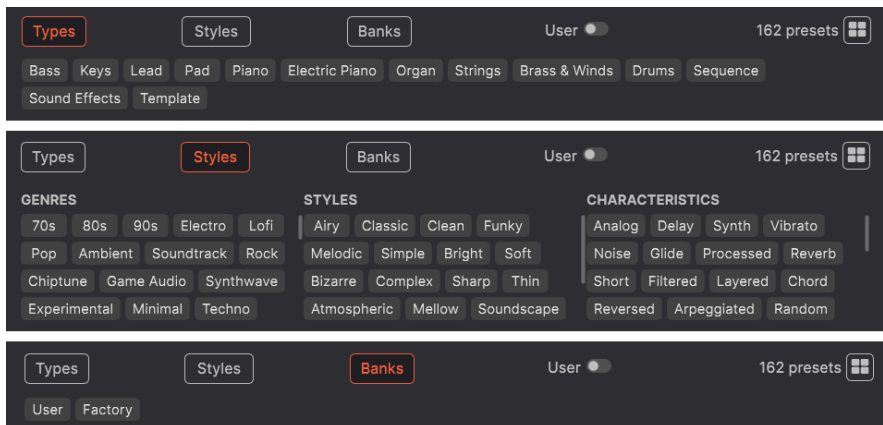 Types Styles Banks User 162 presets
Bass Keys Lead Pad Piano Electric Piano Organ Strings Brass & Winds Drums Sequence
Sound Effects Template
Types Styles Banks User 162 presets
GENRES STYLES CHARACTERISTICS
70s 80s 90s Electro Lofi Airy Classic Clean Funky Analog Delay Synth Vibrato
Pop Ambient Soundtrack Rock Melodic Simple Bright Soft Noise Glide Processed Reverb
Chiptune Game Audio Synthwave Bizarre Complex Sharp Thin Short Filtered Layered Chord
Experimental Minimal Techno Atmospheric Mellow Soundscape Reversed Arpeggiated Random
Types Styles Banks User 162 presets
User Factory